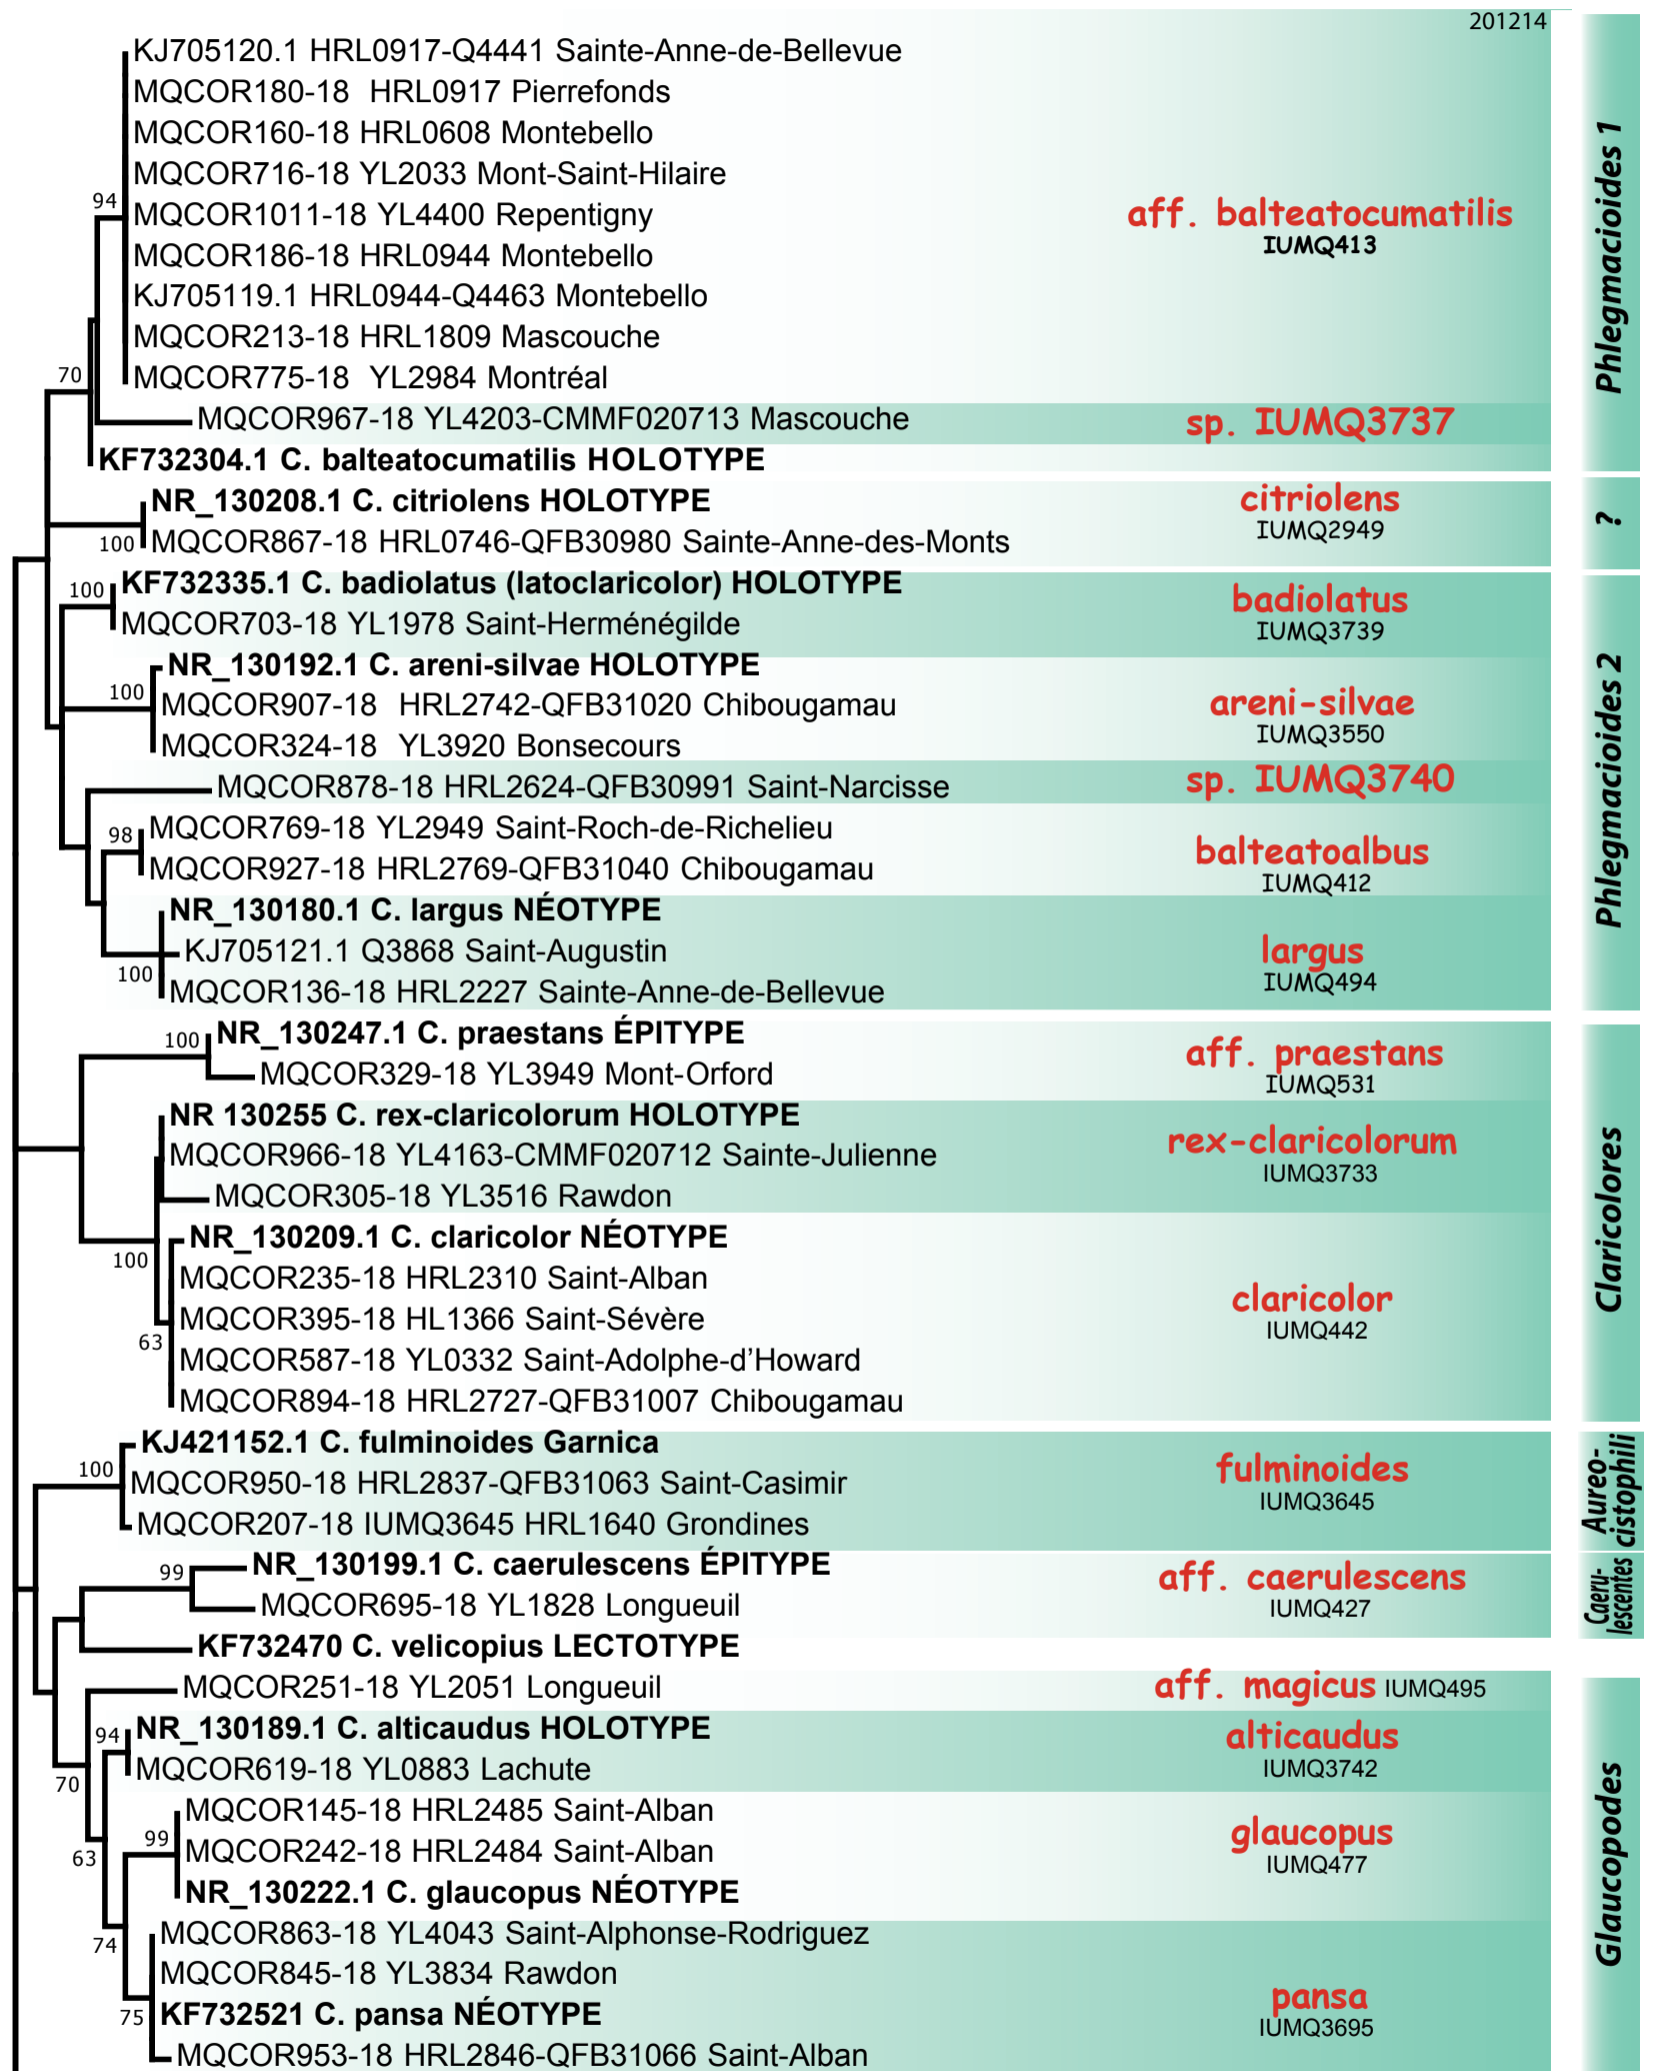 201214
KJ705120.1 HRL0917-Q4441 Sainte-Anne-de-Bellevue
MQCOR180-18 HRL0917 Pierrefonds
MQCOR160-18 HRL0608 Montebello
MQCOR716-18 YL2033 Mont-Saint-Hilaire
94
MQCOR1011-18 YL4400 Repentigny
aff. balteatocumatilis
IUMQ413
MQCOR186-18 HRL0944 Montebello
KJ705119.1 HRL0944-Q4463 Montebello
MQCOR213-18 HRL1809 Mascouche
70
MQCOR775-18 YL2984 Montréal
Phlegmacioides 1
MQCOR967-18 YL4203-CMMF020713 Mascouche
sp. IUMQ3737
KF732304.1 C. balteatocumatilis HOLOTYPE
NR_130208.1 C. citriolens HOLOTYPE
citriolens
IUMQ2949
?
100
MQCOR867-18 HRL0746-QFB30980 Sainte-Anne-des-Monts
100
KF732335.1 C. badiolatus (latoclaricolor) HOLOTYPE
badiolatus
IUMQ3739
MQCOR703-18 YL1978 Saint-Herménégilde
NR_130192.1 C. areni-silvae HOLOTYPE
100
MQCOR907-18 HRL2742-QFB31020 Chibougamau
areni-silvae
IUMQ3550
MQCOR324-18 YL3920 Bonsecours
MQCOR878-18 HRL2624-QFB30991 Saint-Narcisse
sp. IUMQ3740
Phlegmacioides 2
98
MQCOR769-18 YL2949 Saint-Roch-de-Richelieu
balteatoalbus
IUMQ412
MQCOR927-18 HRL2769-QFB31040 Chibougamau
NR_130180.1 C. largus NÉOTYPE
KJ705121.1 Q3868 Saint-Augustin
largus
IUMQ494
100
MQCOR136-18 HRL2227 Sainte-Anne-de-Bellevue
100
NR_130247.1 C. praestans ÉPITYPE
aff. praestans
IUMQ531
MQCOR329-18 YL3949 Mont-Orford
NR 130255 C. rex-claricolorum HOLOTYPE
MQCOR966-18 YL4163-CMMF020712 Sainte-Julienne
rex-claricolorum
IUMQ3733
MQCOR305-18 YL3516 Rawdon
Claricolores
NR_130209.1 C. claricolor NÉOTYPE
100
MQCOR235-18 HRL2310 Saint-Alban
claricolor
IUMQ442
MQCOR395-18 HL1366 Saint-Sévère
63
MQCOR587-18 YL0332 Saint-Adolphe-d’Howard
MQCOR894-18 HRL2727-QFB31007 Chibougamau
KJ421152.1 C. fulminoides Garnica
100
MQCOR950-18 HRL2837-QFB31063 Saint-Casimir
fulminoides
IUMQ3645
Aureo-
cistophili
MQCOR207-18 IUMQ3645 HRL1640 Grondines
99
NR_130199.1 C. caerulescens ÉPITYPE
aff. caerulescens
IUMQ427
Caeru-
lescentes
MQCOR695-18 YL1828 Longueuil
KF732470 C. velicopius LECTOTYPE
MQCOR251-18 YL2051 Longueuil
aff. magicus IUMQ495
94
NR_130189.1 C. alticaudus HOLOTYPE
alticaudus
IUMQ3742
70
MQCOR619-18 YL0883 Lachute
MQCOR145-18 HRL2485 Saint-Alban
99
MQCOR242-18 HRL2484 Saint-Alban
glaucopus
IUMQ477
63
NR_130222.1 C. glaucopus NÉOTYPE
Glaucopodes
74
MQCOR863-18 YL4043 Saint-Alphonse-Rodriguez
MQCOR845-18 YL3834 Rawdon
75
KF732521 C. pansa NÉOTYPE
pansa
IUMQ3695
MQCOR953-18 HRL2846-QFB31066 Saint-Alban